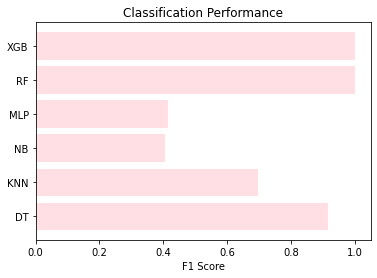 Classification Performance
XGB
RF
MLP
NB
KNN
DT
0.0 0.2 0.4 0.6 0.8 1.0
F1 Score